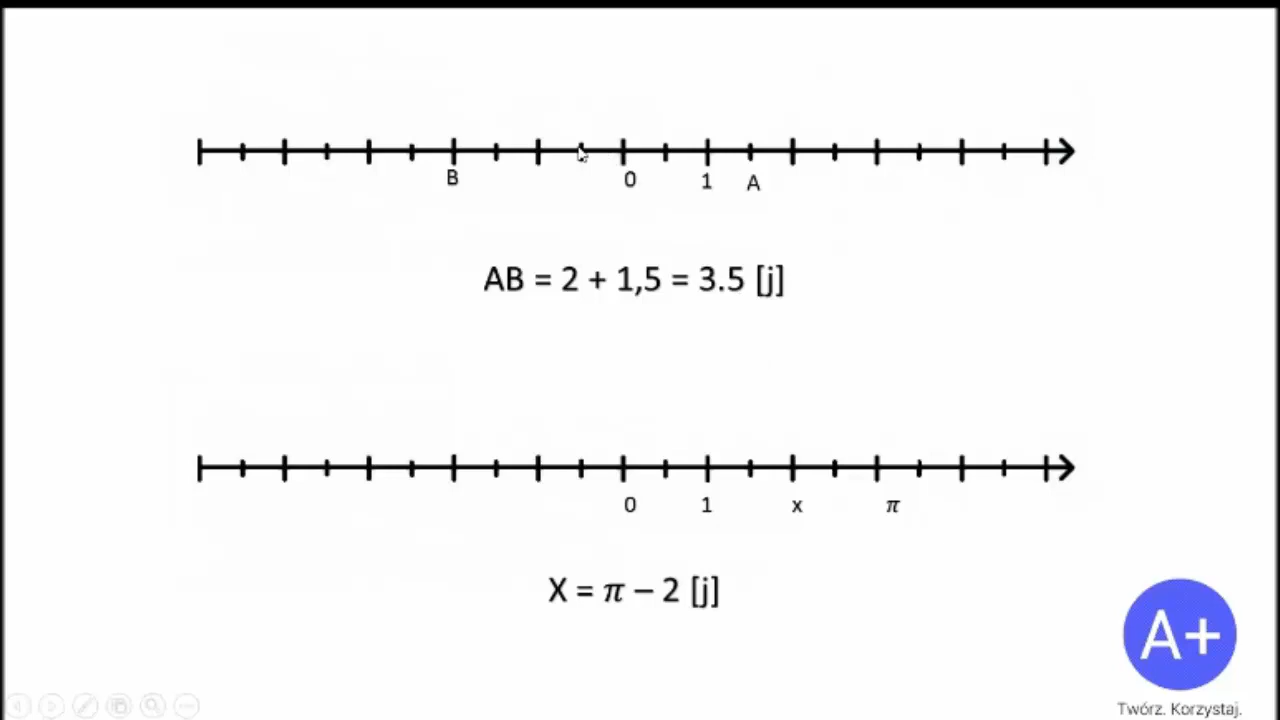 B 0 1 A
AB = 2 + 1,5 = 3.5 [j]
0 1 x π
X = π – 2 [j]
A+
Twórz. Korzystaj.